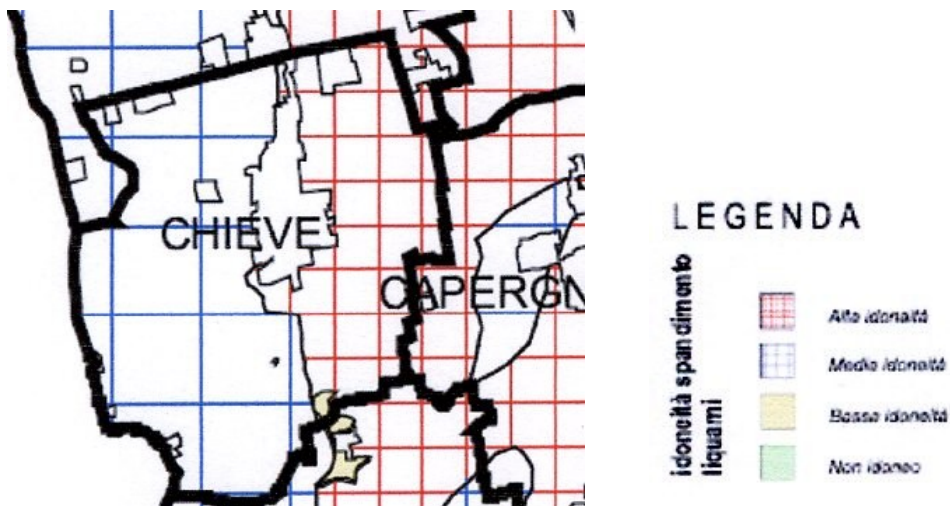 CHIEVE
CAPERGN
LEGENDA
idoneità spandimento
liquami
Alta idoneità
Media idoneità
Bassa idoneità
Non idoneo